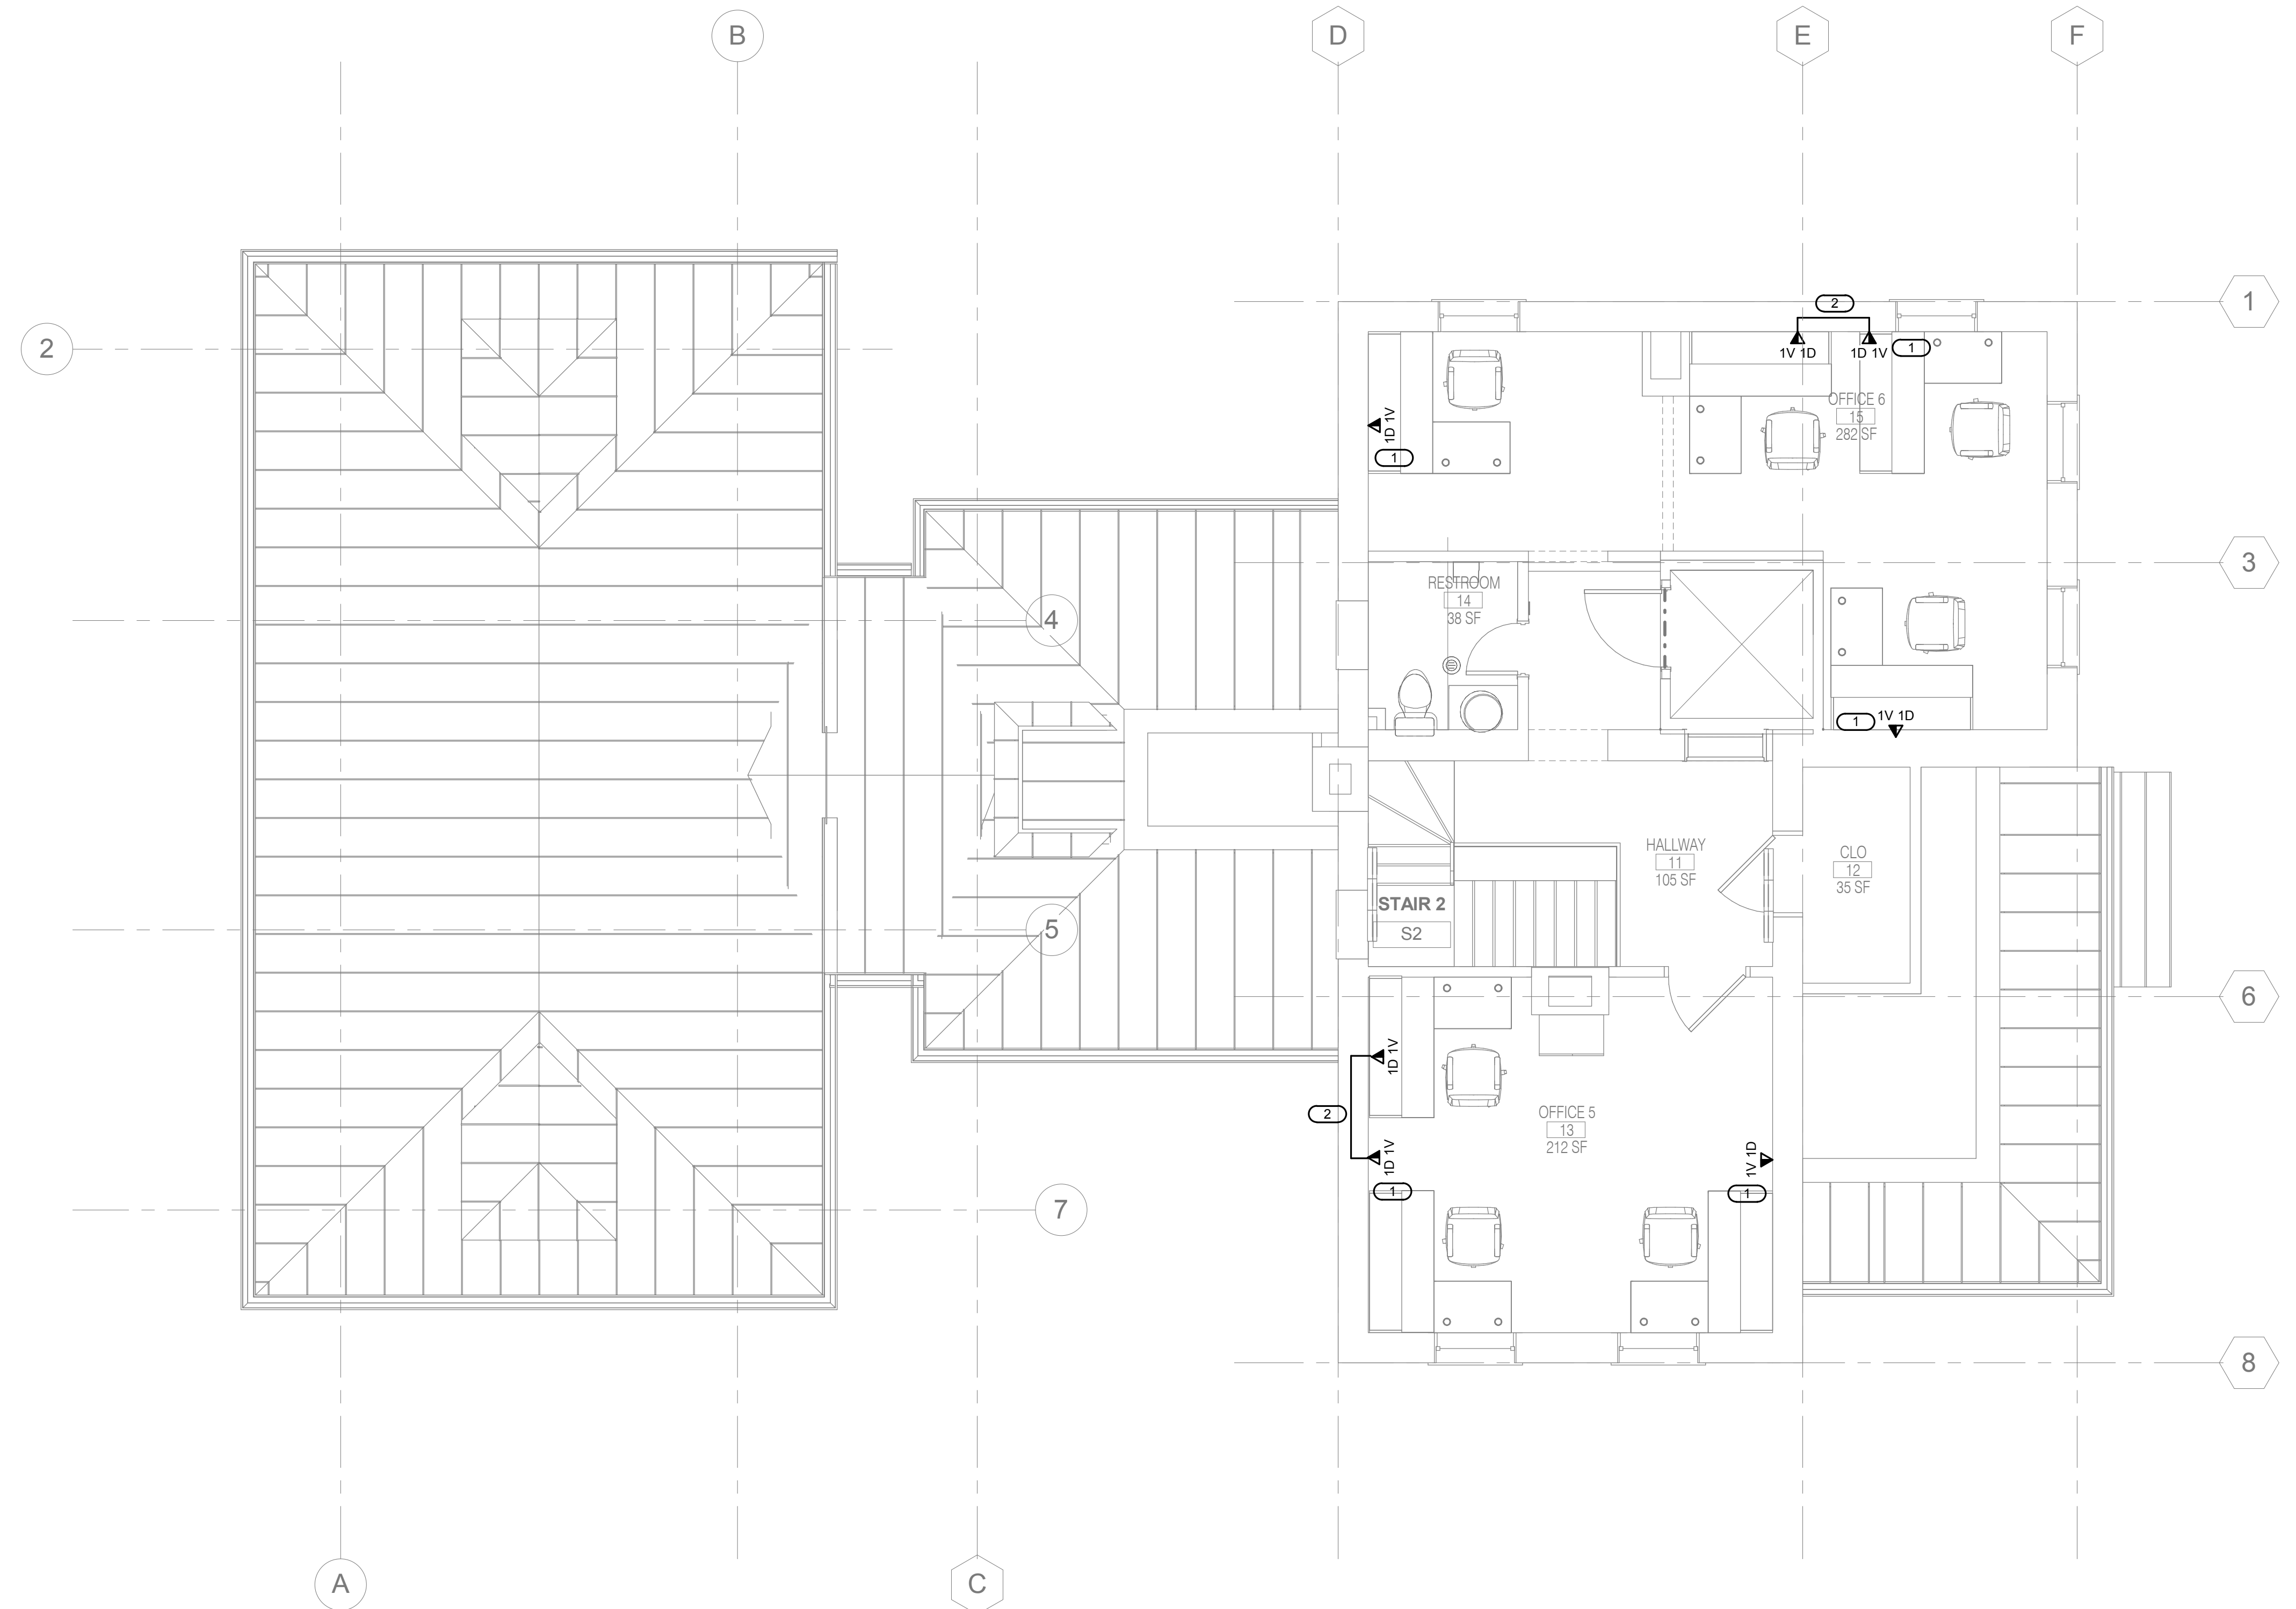 B
D
E
F
1
2
2
1V 1D
1D 1V
1
OFFICE 6
15
282 SF
1D 1V
1
3
RESTROOM
14
38 SF
4
1
1V 1D
HALLWAY
11
105 SF
CLO
12
35 SF
STAIR 2
S2
5
6
1D 1V
2
OFFICE 5
13
212 SF
1D 1V
1
1V 1D
1
7
8
A
C